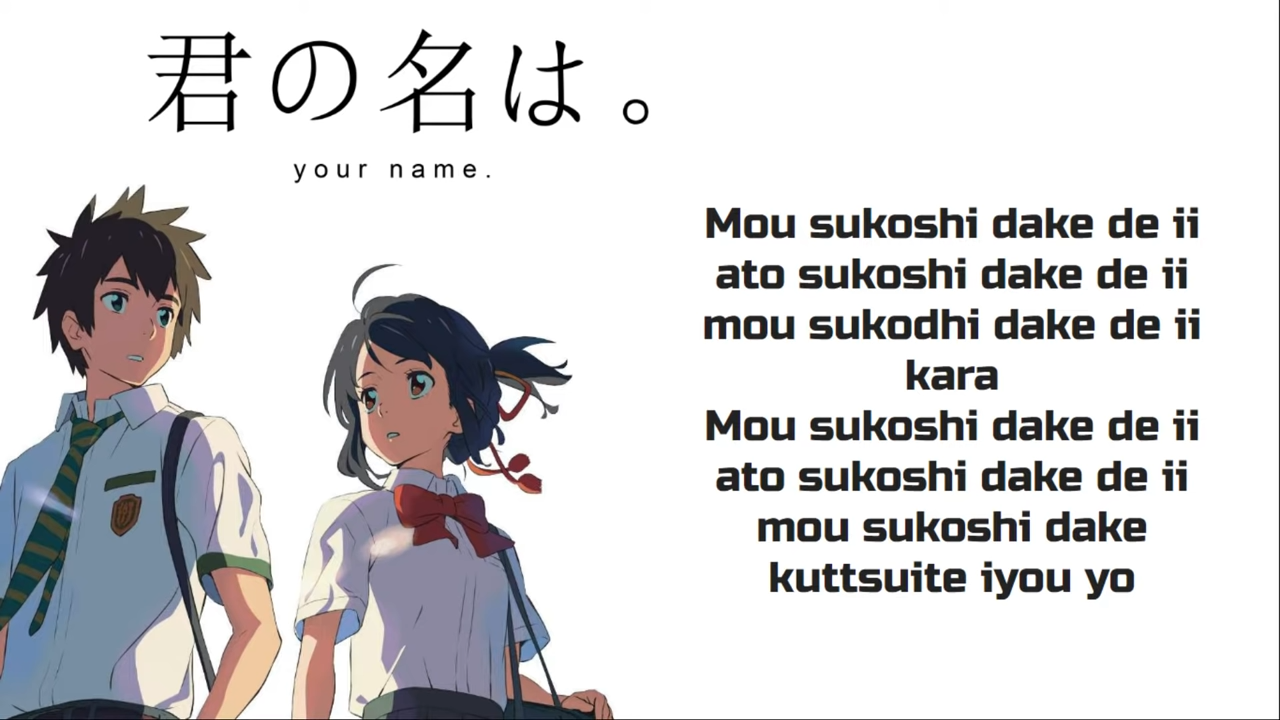 君の名は。
your name.
Mou sukoshi dake de ii
ato sukoshi dake de ii
mou sukodhi dake de ii
kara
Mou sukoshi dake de ii
ato sukoshi dake de ii
mou sukoshi dake
kuttsuite iyou yo